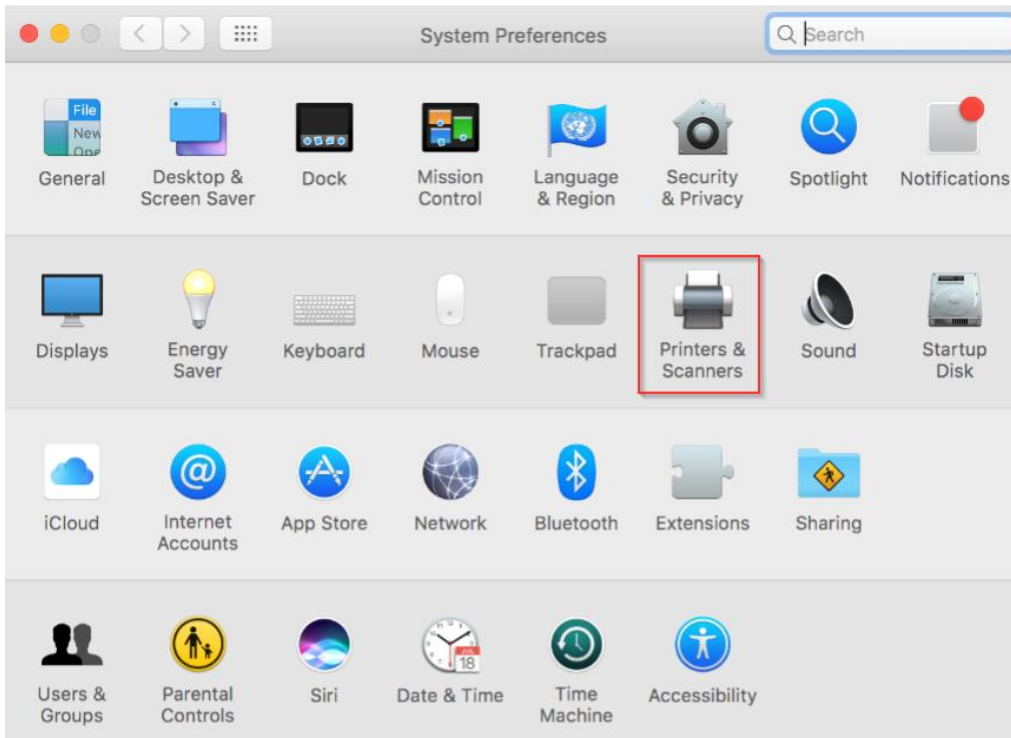 System Preferences
Search
File
New
Ope
General
Desktop &
Screen Saver
Dock
Mission
Control
Language
& Region
Security
& Privacy
Spotlight
Notifications
Displays
Energy
Saver
Keyboard
Mouse
Trackpad
Printers &
Scanners
Sound
Startup
Disk
iCloud
@
Internet
Accounts
App Store
Network
Bluetooth
Extensions
Sharing
Users &
Groups
Parental
Controls
Siri
JUL
18
Date & Time
Time
Machine
Accessibility